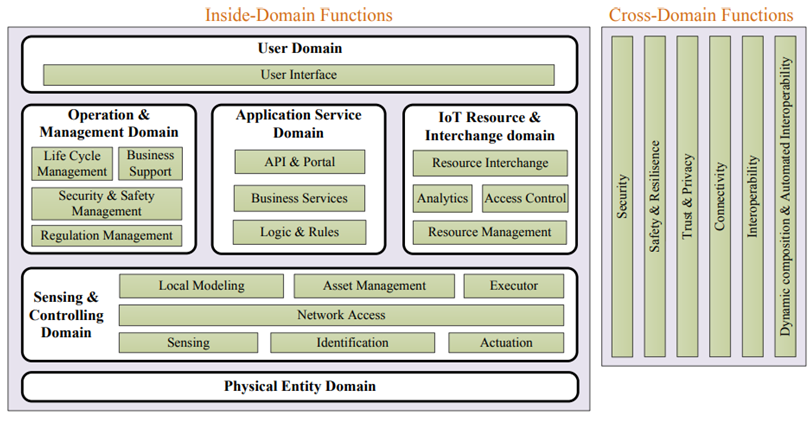 Inside-Domain Functions
Cross-Domain Functions
User Domain
User Interface
Operation &
Management Domain
Life Cycle
Management
Business
Support
Security & Safety
Management
Regulation Management
Application Service
Domain
API & Portal
Business Services
Logic & Rules
IoT Resource &
Interchange domain
Resource Interchange
Analytics
Access Control
Resource Management
Sensing &
Controlling
Domain
Local Modeling
Asset Management
Executor
Network Access
Sensing
Identification
Actuation
Physical Entity Domain
Security
Safety & Resilisence
Trust & Privacy
Connectivity
Interoperability
Dynamic composition & Automated Interoperability